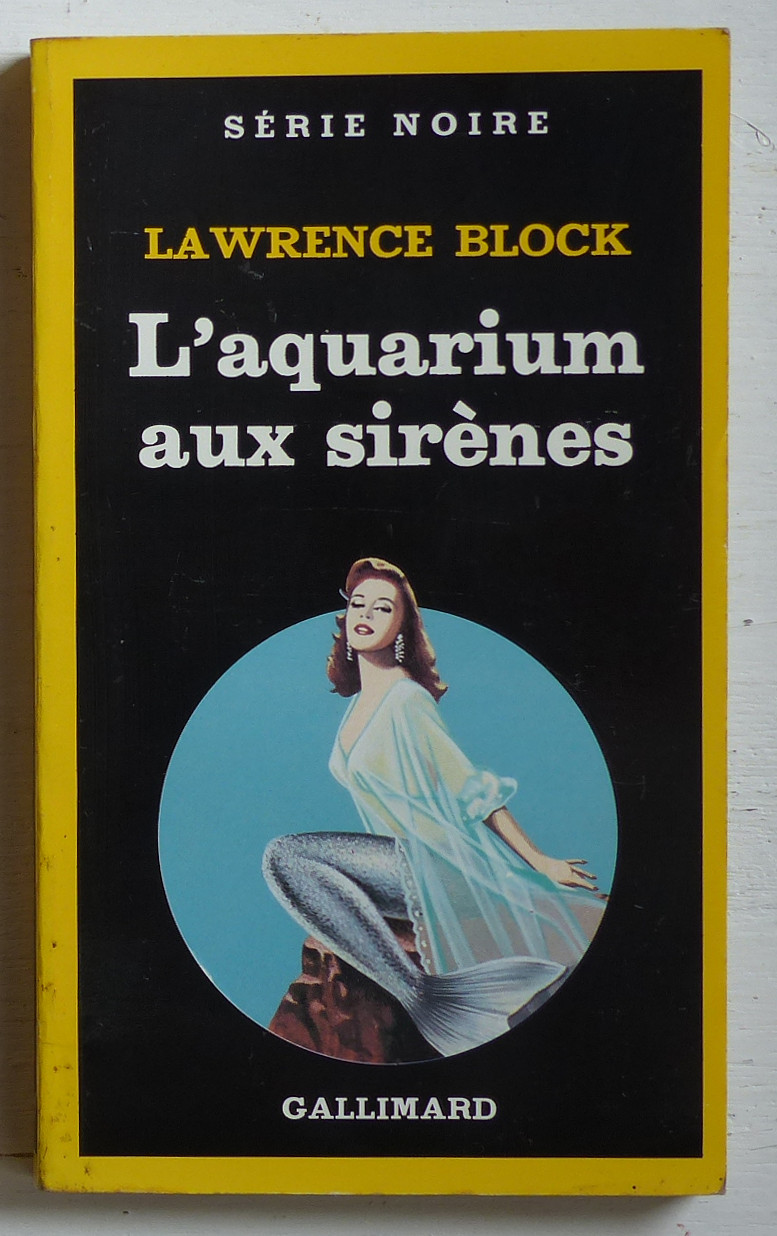 SÉRIE NOIRE
LAWRENCE BLOCK
L'aquarium
aux sirènes
GALLIMARD